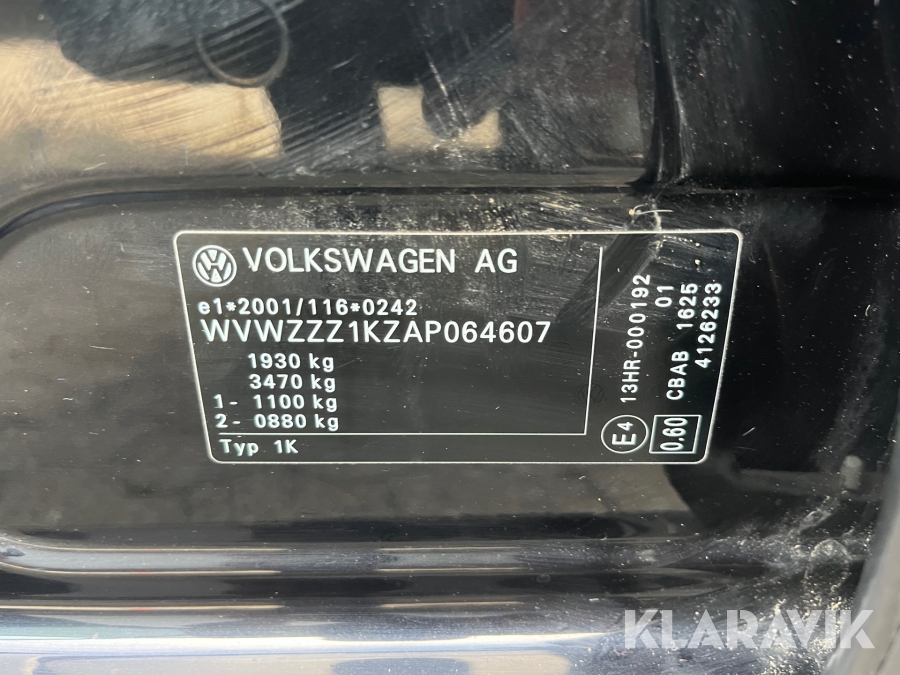 VOLKSWAGEN AG
e1*2001/116*0242
WVWZZZ1KZAP064607
1930 kg
3470 kg
1- 1100 kg
2- 0880 kg
Typ 1K
13HR-000192
01
CBAB 1625
4126233
E4
0.60
KLARAVIK